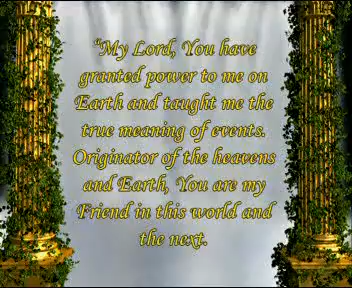 "My Lord, You have
granted power to me on
Earth and taught me the
true meaning of events.
Originator of the heavens
and Earth, You are my
Friend in this world and
the next.